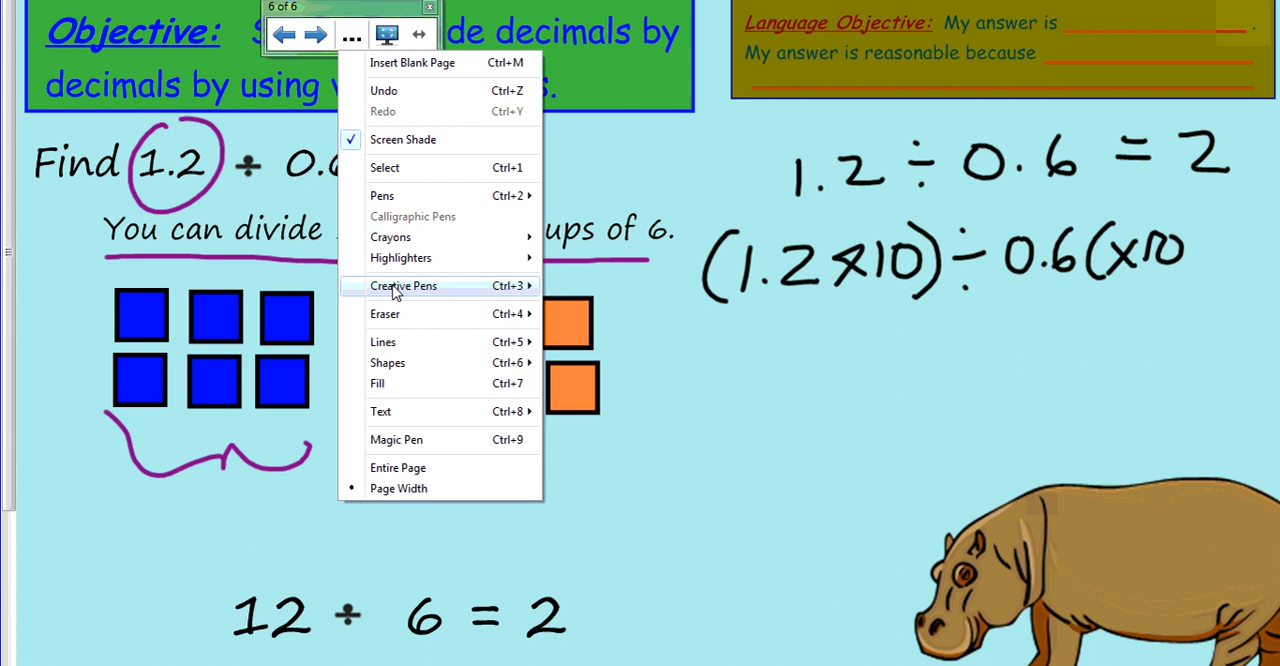 6 of 6
Objective: S de decimals by
decimals by using s.
Language Objective: My answer is .
My answer is reasonable because
Insert Blank Page Ctrl+M
Undo Ctrl+Z
Redo Ctrl+Y
Screen Shade
Select Ctrl+1
Pens Ctrl+2
Calligraphic Pens
Crayons
Highlighters
Creative Pens Ctrl+3
Eraser Ctrl+4
Lines Ctrl+5
Shapes Ctrl+6
Fill Ctrl+7
Text Ctrl+8
Magic Pen Ctrl+9
Entire Page
Page Width
Find 1.2 ÷ 0.6
You can divide ups of 6.
1.2 ÷ 0.6 = 2
(1.2 x10) ÷ 0.6 (x10
12 ÷ 6 = 2